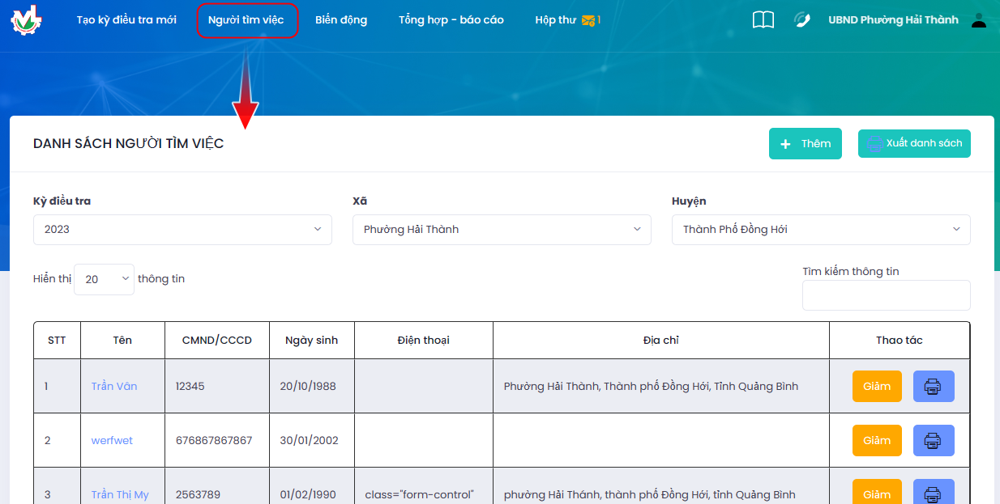 Tạo kỳ điều tra mới Người tìm việc Biến động Tổng hợp - báo cáo Hộp thư 1 UBND Phường Hải Thành
DANH SÁCH NGƯỜI TÌM VIỆC + Thêm Xuất danh sách
Kỳ điều tra Xã Huyện
2023 Phường Hải Thành Thành Phố Đồng Hới
Hiển thị 20 thông tin Tìm kiếm thông tin
STT Tên CMND/CCCD Ngày sinh Điện thoại Địa chỉ Thao tác
1 Trần Vân 12345 20/10/1988 Phường Hải Thành, Thành phố Đồng Hới, Tỉnh Quảng Bình Giảm
2 werfwet 676867867867 30/01/2002 Giảm
3 Trần Thị My 2563789 01/02/1990 class="form-control" phường Hải Thánh, thành phố Đồng Hới, tỉnh Quảng Bình Giảm